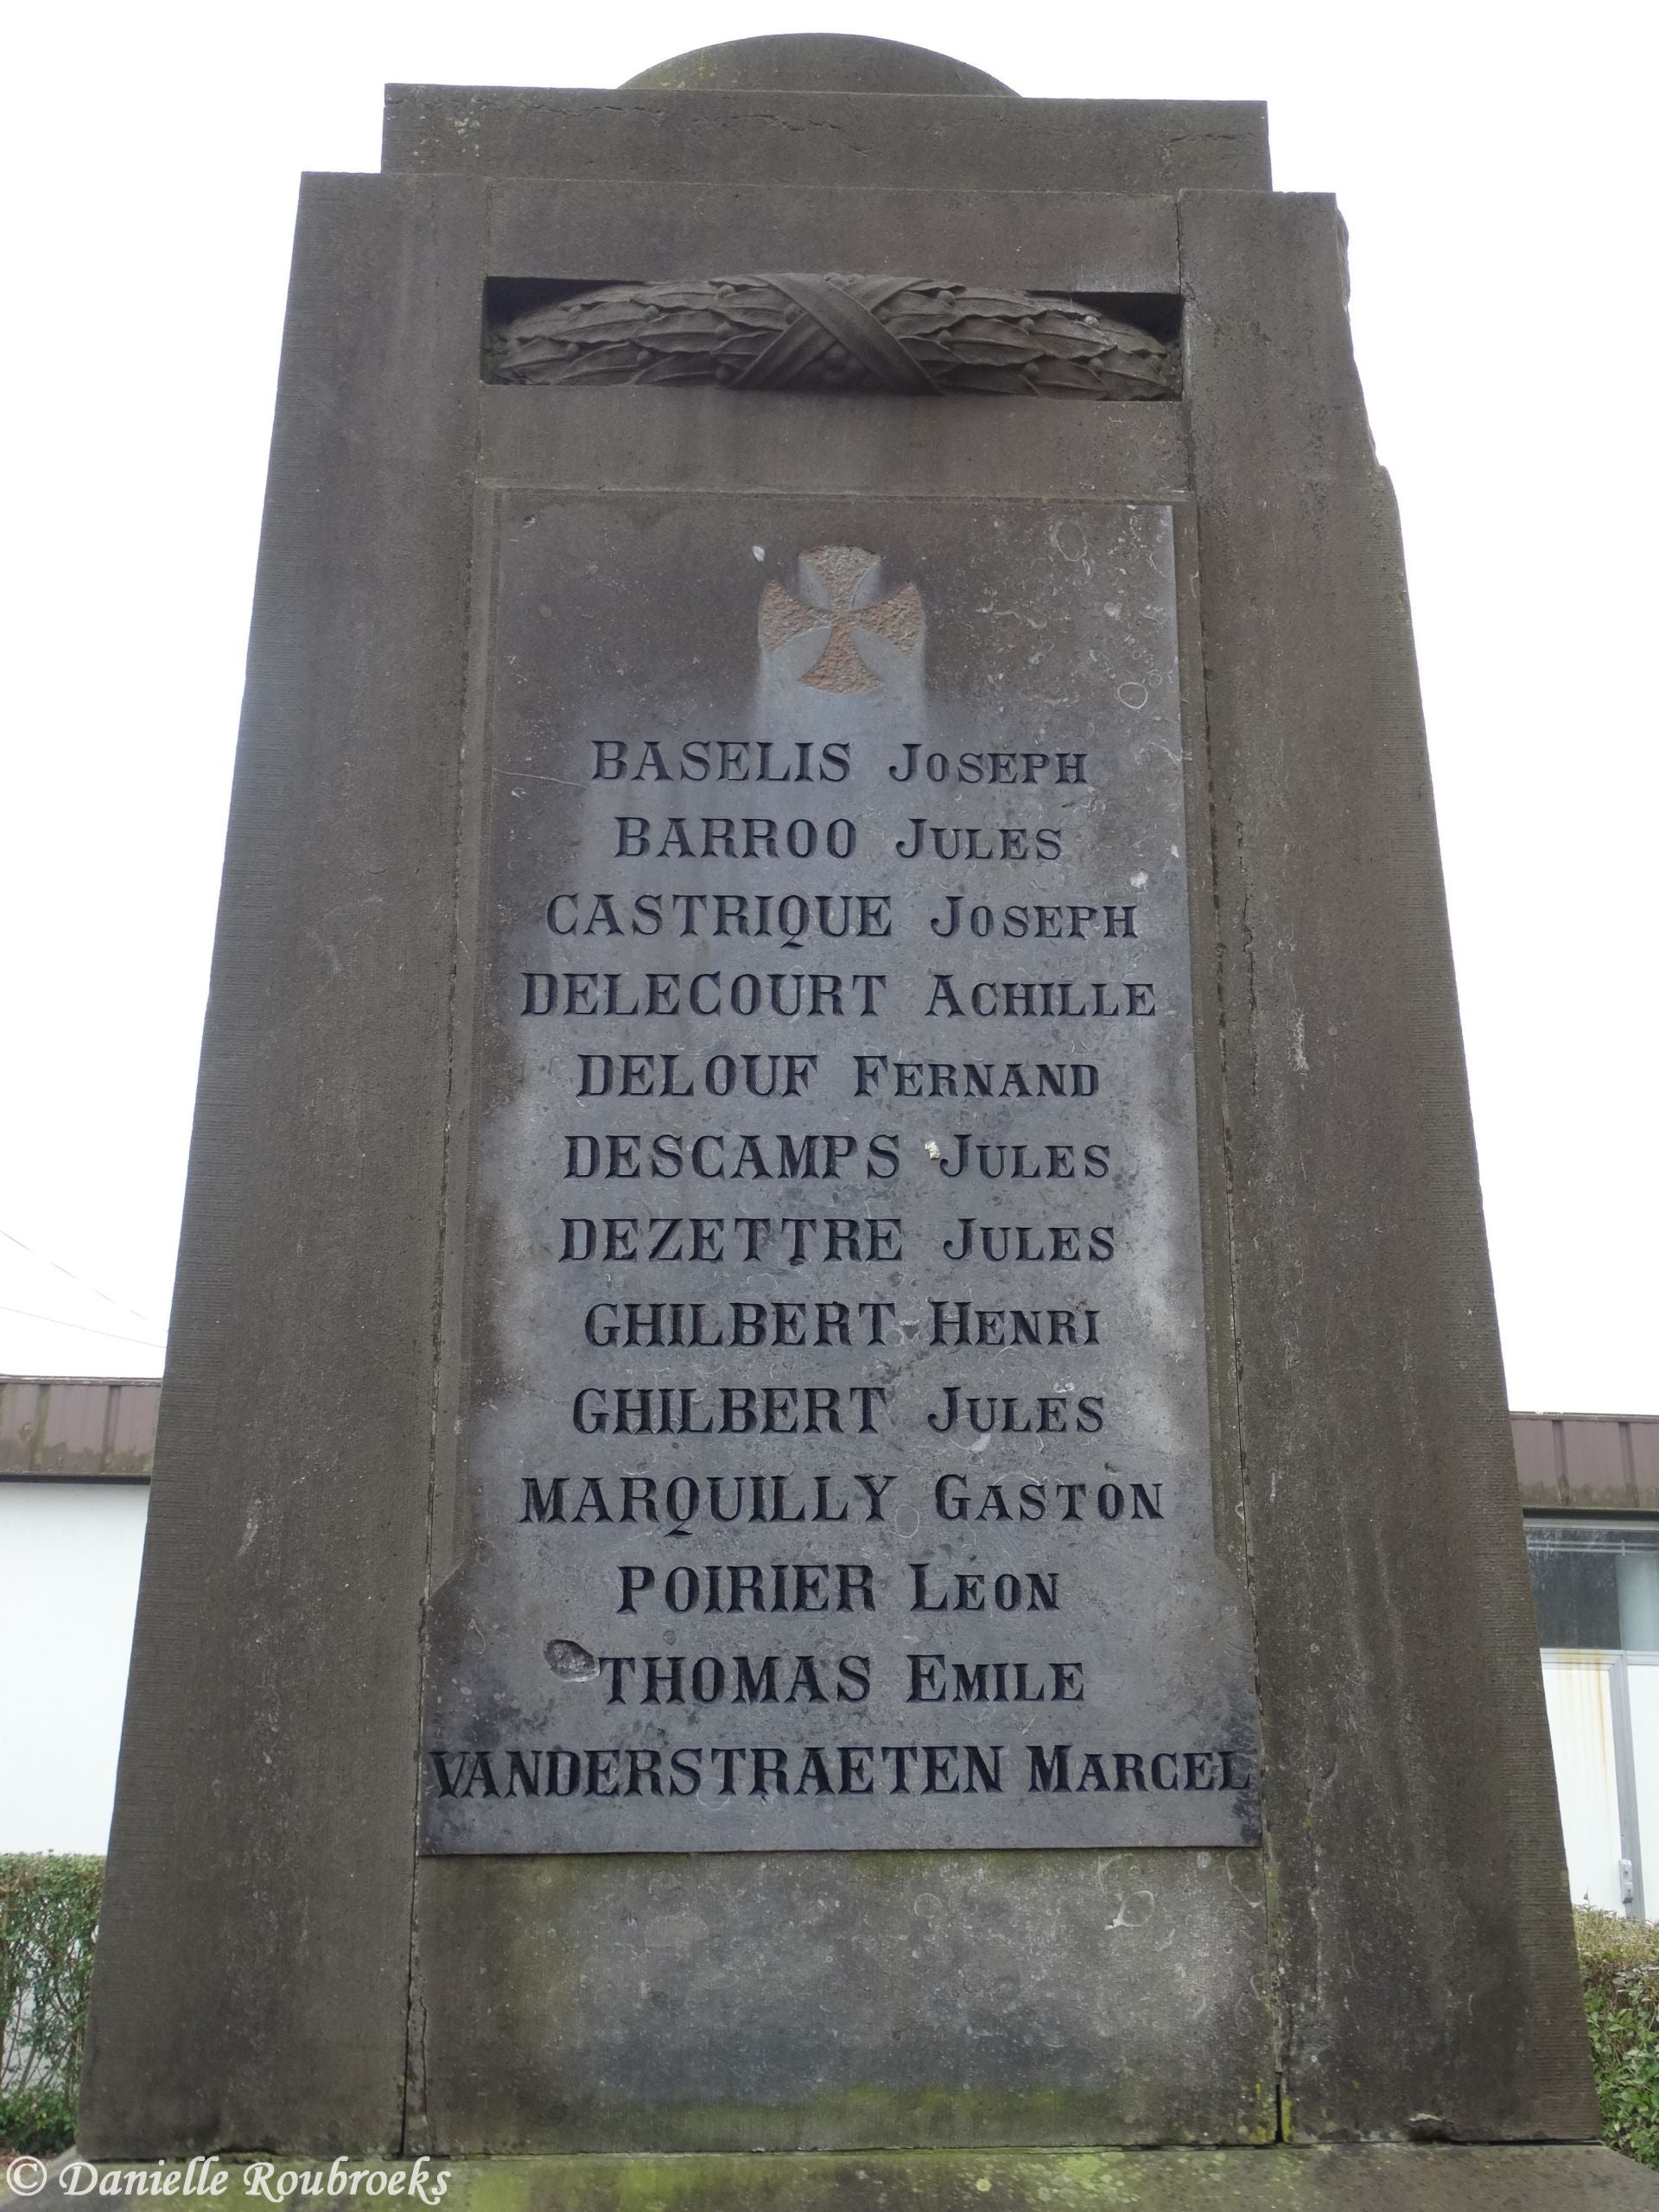 BASELIS JOSEPH
BARROO JULES
CASTRIQUE JOSEPH
DELECOURT ACHILLE
DELOUF FERNAND
DESCAMPS JULES
DEZETTRE JULES
GHILBERT HENRI
GHILBERT JULES
MARQUILLY GASTON
POIRIER LEON
THOMAS EMILE
VANDERSTRAETEN MARCEL
© Danielle Roubroeks